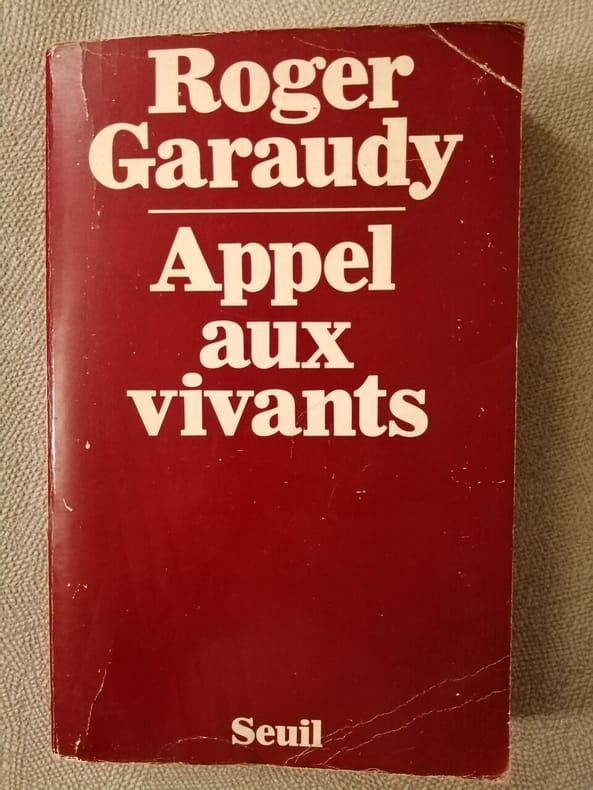 Roger
Garaudy
Appel
aux
vivants
Seuil